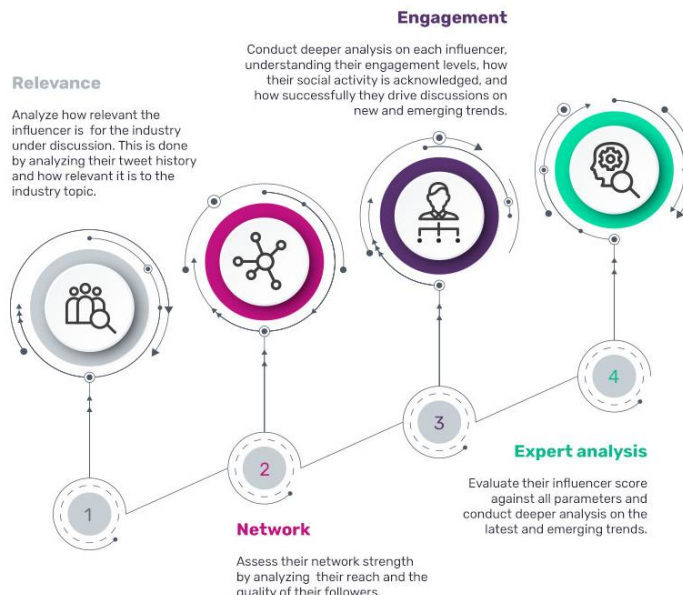 Engagement
Conduct deeper analysis on each influencer,
understanding their engagement levels, how
their social activity is acknowledged, and
how successfully they drive discussions on
new and emerging trends.
Relevance
Analyze how relevant the
influencer is for the industry
under discussion. This is done
by analyzing their tweet history
and how relevant it is to the
industry topic.
4
3
2
1
Expert analysis
Evaluate their influencer score
against all parameters and
conduct deeper analysis on the
latest and emerging trends.
Network
Assess their network strength
by analyzing their reach and the
quality of their followers.